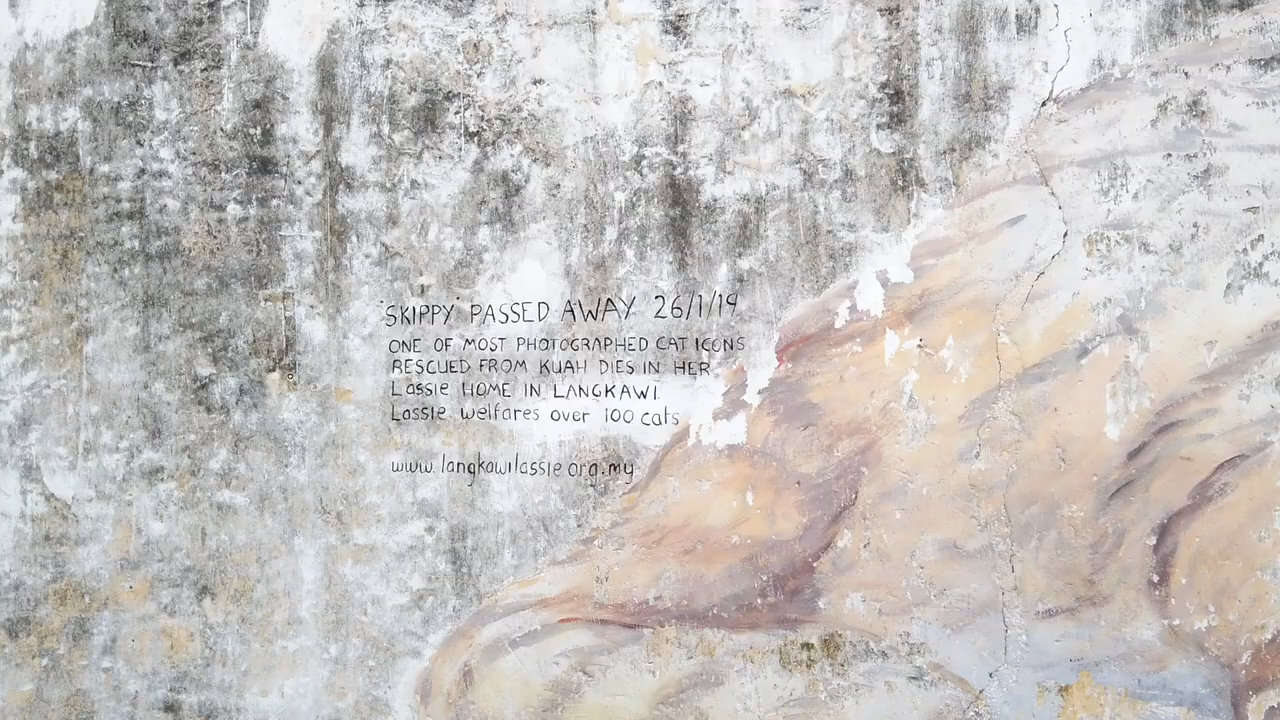 "SKIPPY" PASSED AWAY 26/1/19
ONE OF MOST PHOTOGRAPHED CAT ICONS
RESCUED FROM KUAH DIES IN HER
Lassie HOME IN LANGKAWI.
Lassie welfares over 100 cats
www.langkawilassie.org.my